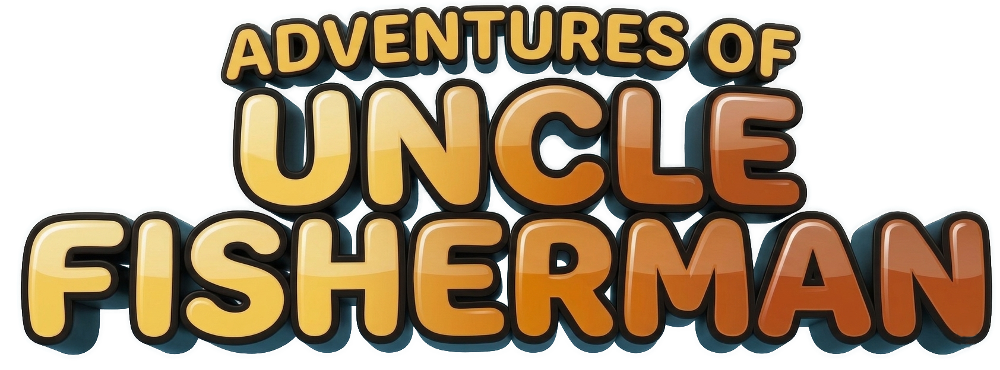 ADVENTURES OF
UNCLE
FISHERMAN